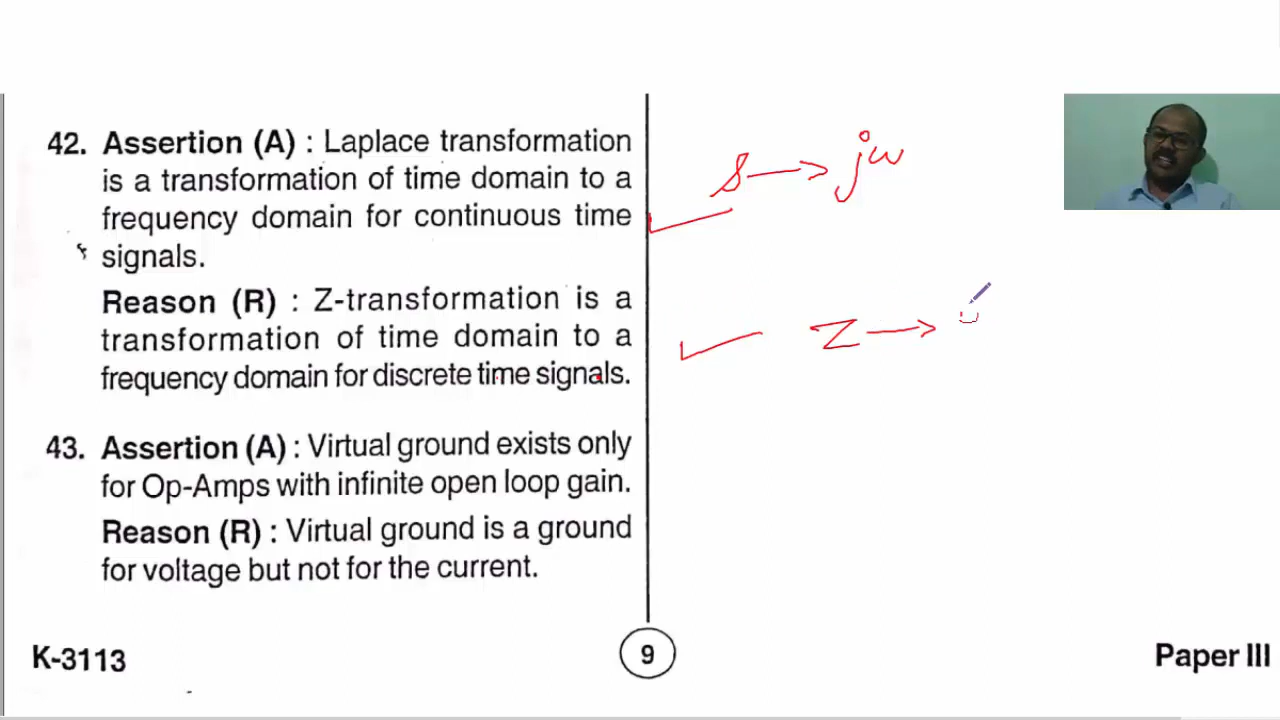 42. Assertion (A) : Laplace transformation
is a transformation of time domain to a
frequency domain for continuous time
signals.
Reason (R) : Z-transformation is a
transformation of time domain to a
frequency domain for discrete time signals.
43. Assertion (A) : Virtual ground exists only
for Op-Amps with infinite open loop gain.
Reason (R) : Virtual ground is a ground
for voltage but not for the current.
s → jω
Z →
K-3113
9
Paper III